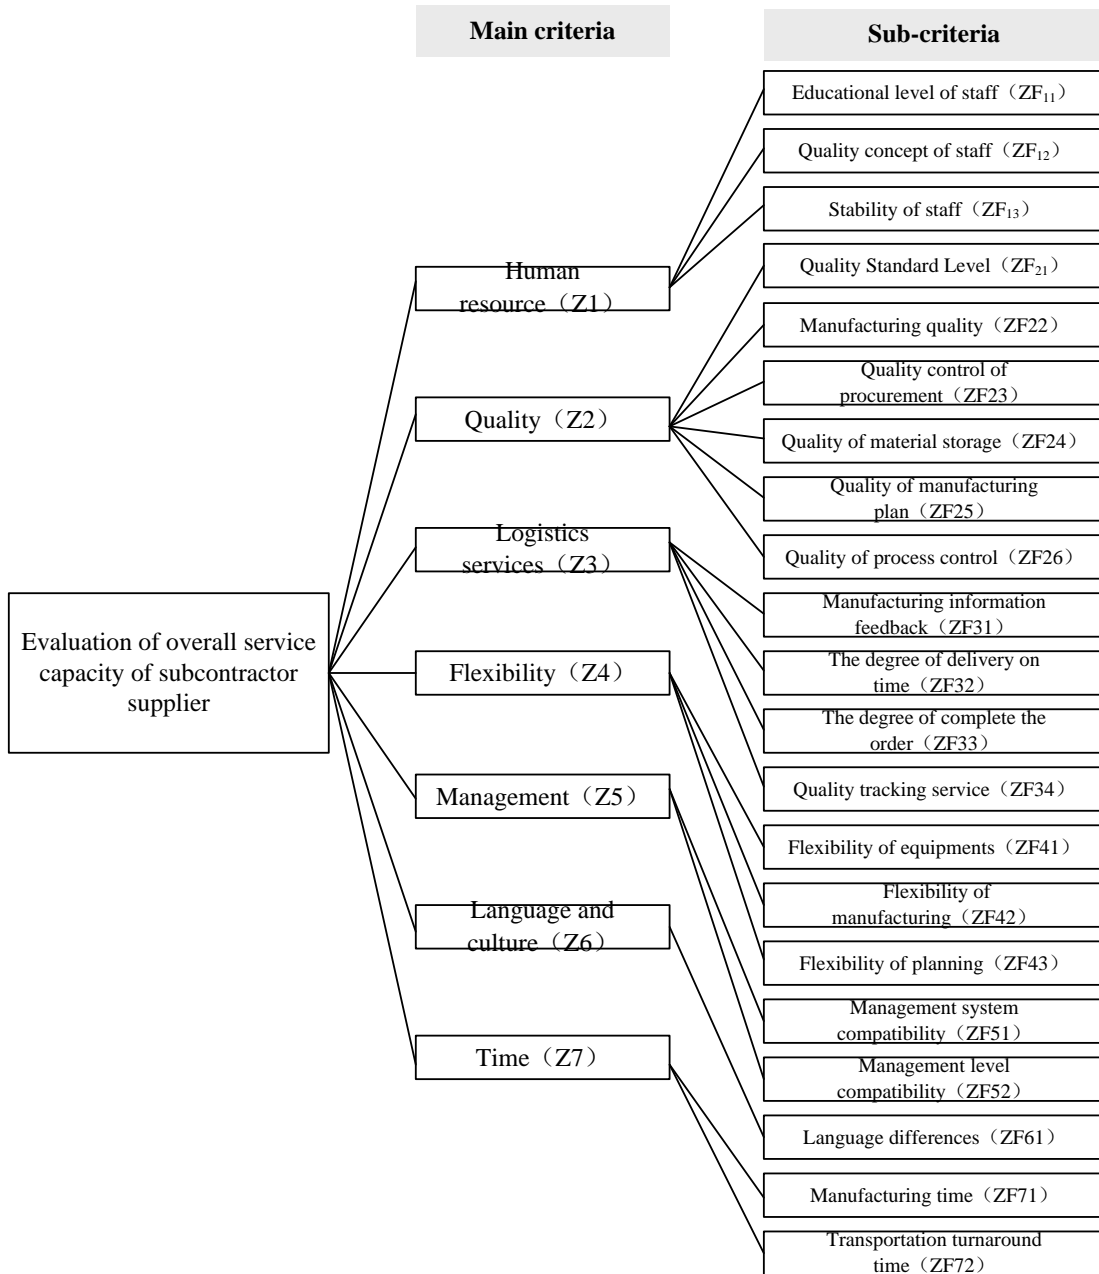 Main criteria
Sub-criteria
Educational level of staff（ZF₁₁）
Quality concept of staff（ZF₁₂）
Stability of staff（ZF₁₃）
Quality Standard Level（ZF₂₁）
Manufacturing quality（ZF22）
Quality control of
procurement（ZF23）
Quality of material storage（ZF24）
Quality of manufacturing
plan（ZF25）
Quality of process control（ZF26）
Manufacturing information
feedback（ZF31）
The degree of delivery on
time（ZF32）
The degree of complete the
order（ZF33）
Quality tracking service（ZF34）
Flexibility of equipments（ZF41）
Flexibility of
manufacturing（ZF42）
Flexibility of planning（ZF43）
Management system
compatibility（ZF51）
Management level
compatibility（ZF52）
Language differences（ZF61）
Manufacturing time（ZF71）
Transportation turnaround
time（ZF72）
Human
resource（Z1）
Quality（Z2）
Logistics
services（Z3）
Flexibility（Z4）
Management（Z5）
Language and
culture（Z6）
Time（Z7）
Evaluation of overall service
capacity of subcontractor
supplier